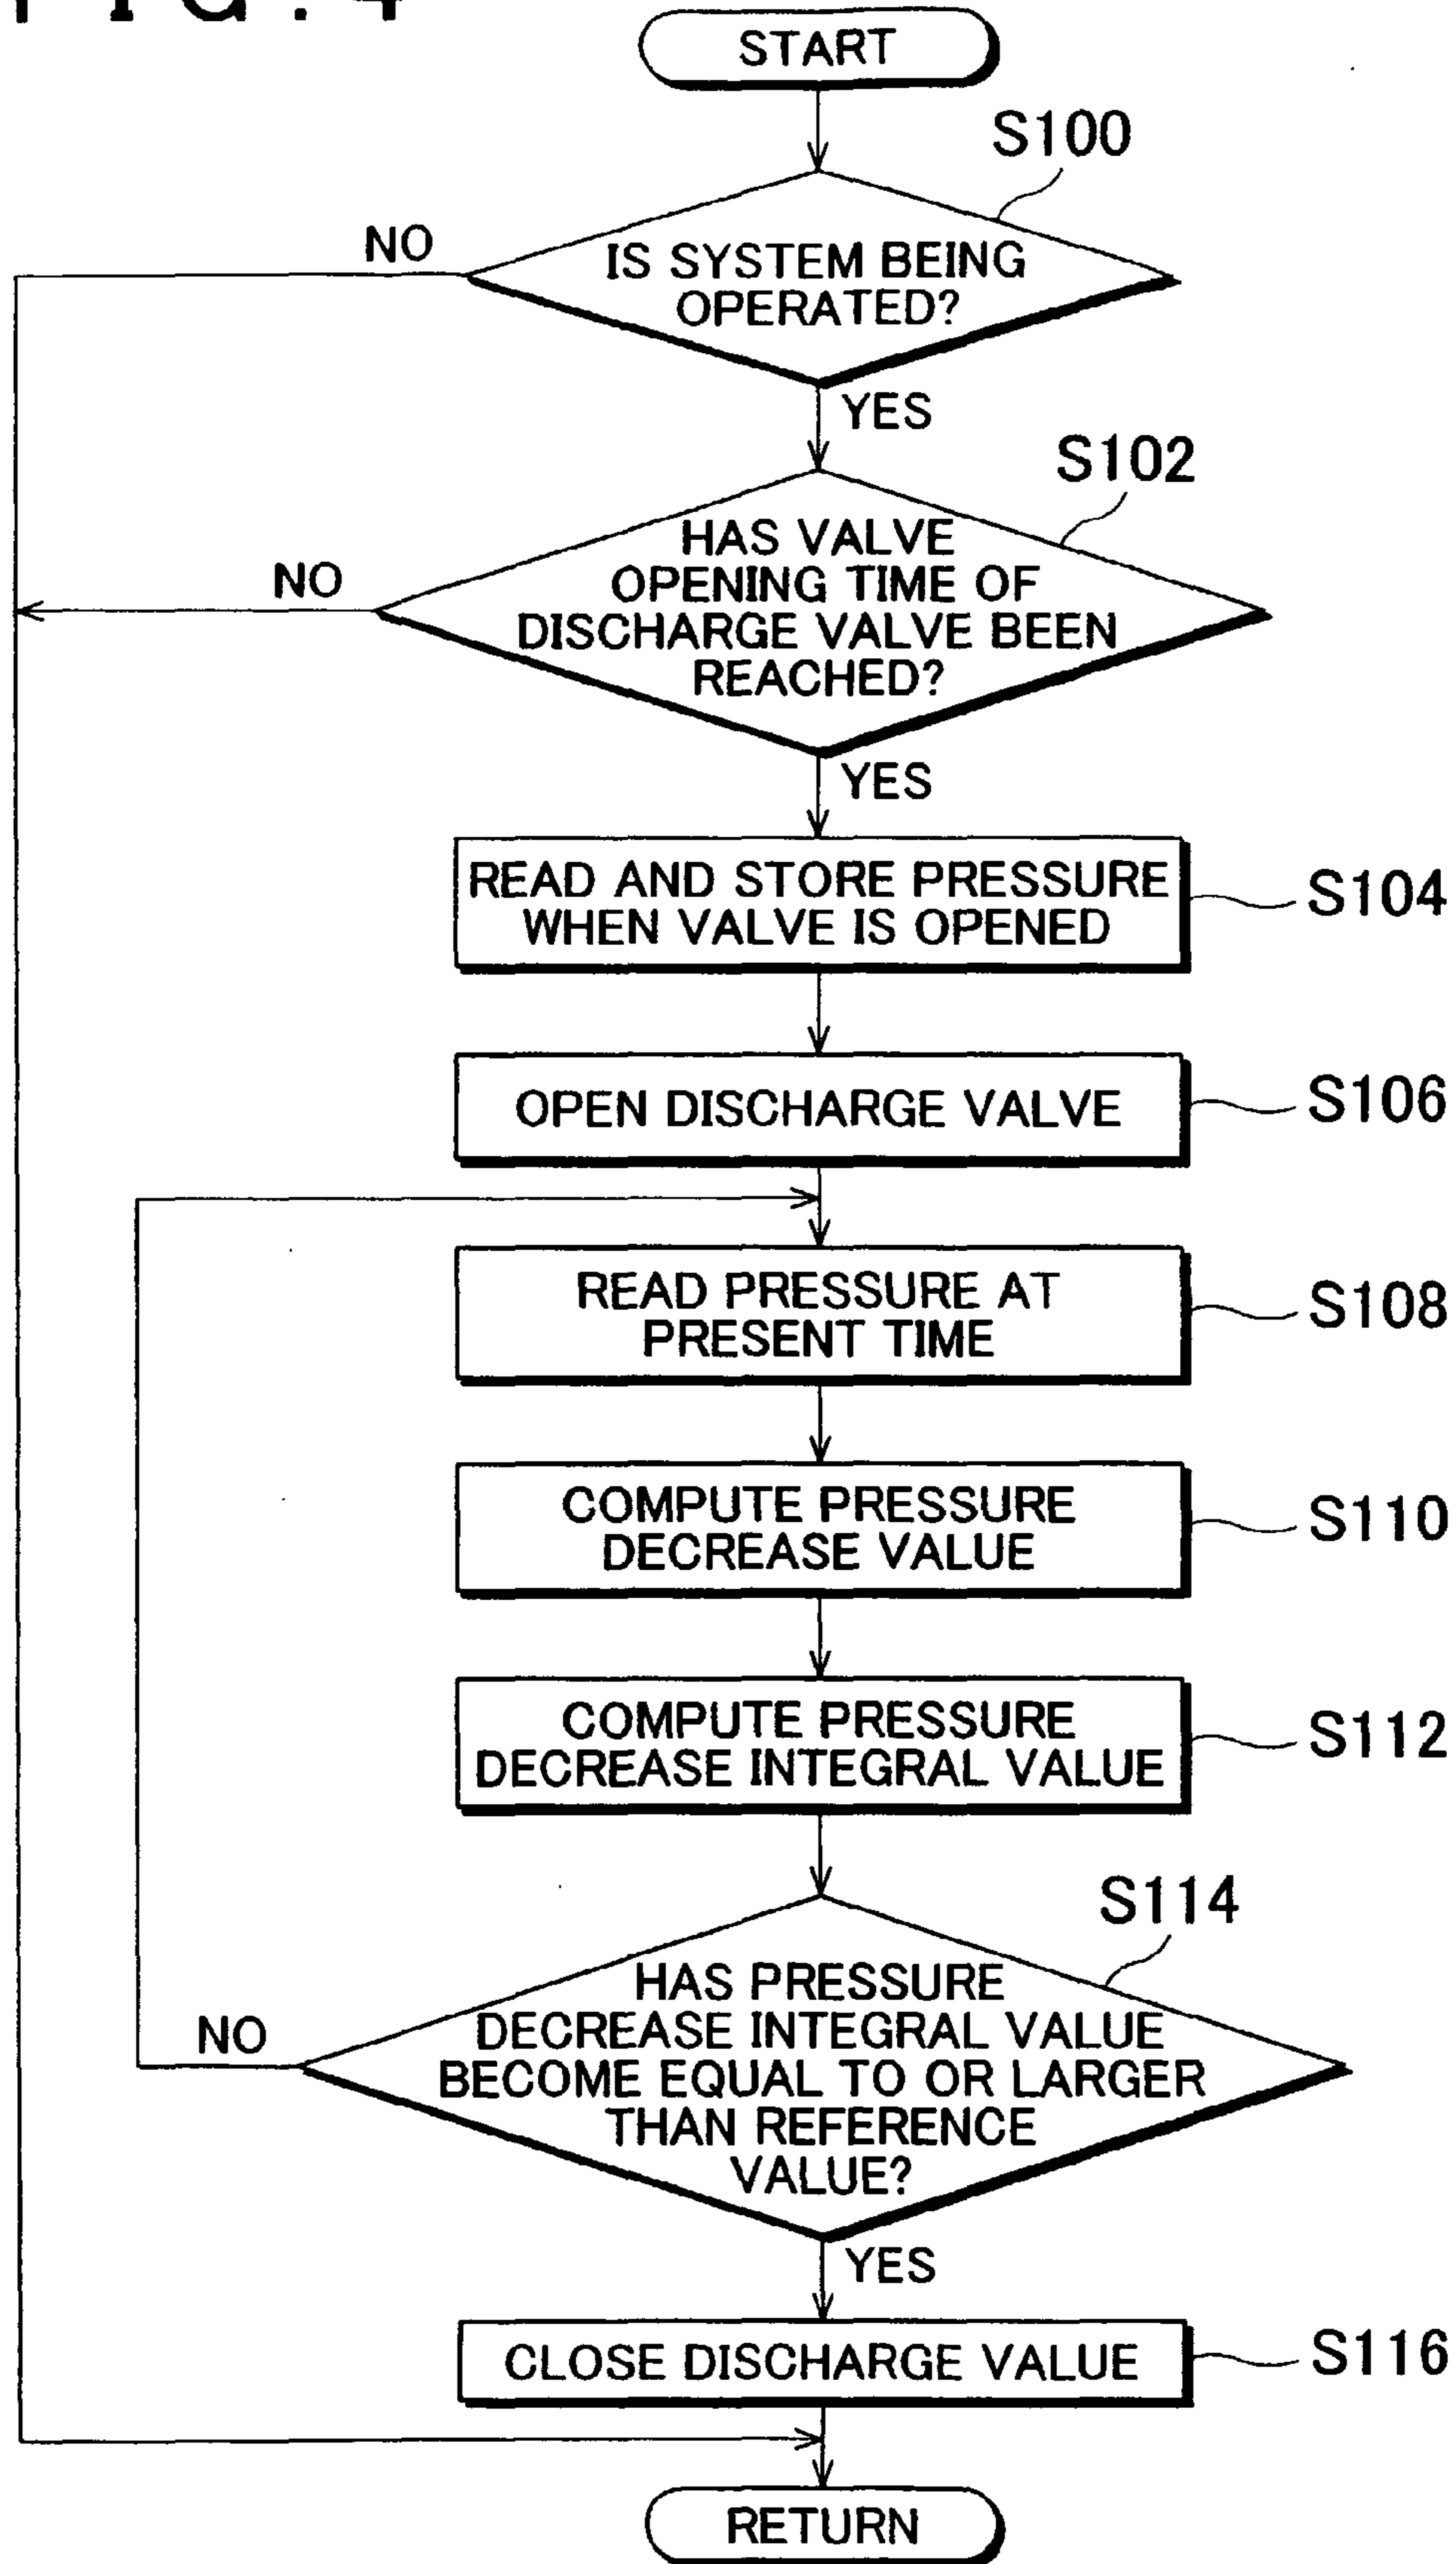 FIG. 4
START
S100
IS SYSTEM BEING
OPERATED?
NO
YES
S102
HAS VALVE
OPENING TIME OF
DISCHARGE VALVE BEEN
REACHED?
NO
YES
READ AND STORE PRESSURE
WHEN VALVE IS OPENED
S104
OPEN DISCHARGE VALVE
S106
READ PRESSURE AT
PRESENT TIME
S108
COMPUTE PRESSURE
DECREASE VALUE
S110
COMPUTE PRESSURE
DECREASE INTEGRAL VALUE
S112
S114
HAS PRESSURE
DECREASE INTEGRAL VALUE
BECOME EQUAL TO OR LARGER
THAN REFERENCE
VALUE?
NO
YES
CLOSE DISCHARGE VALUE
S116
RETURN